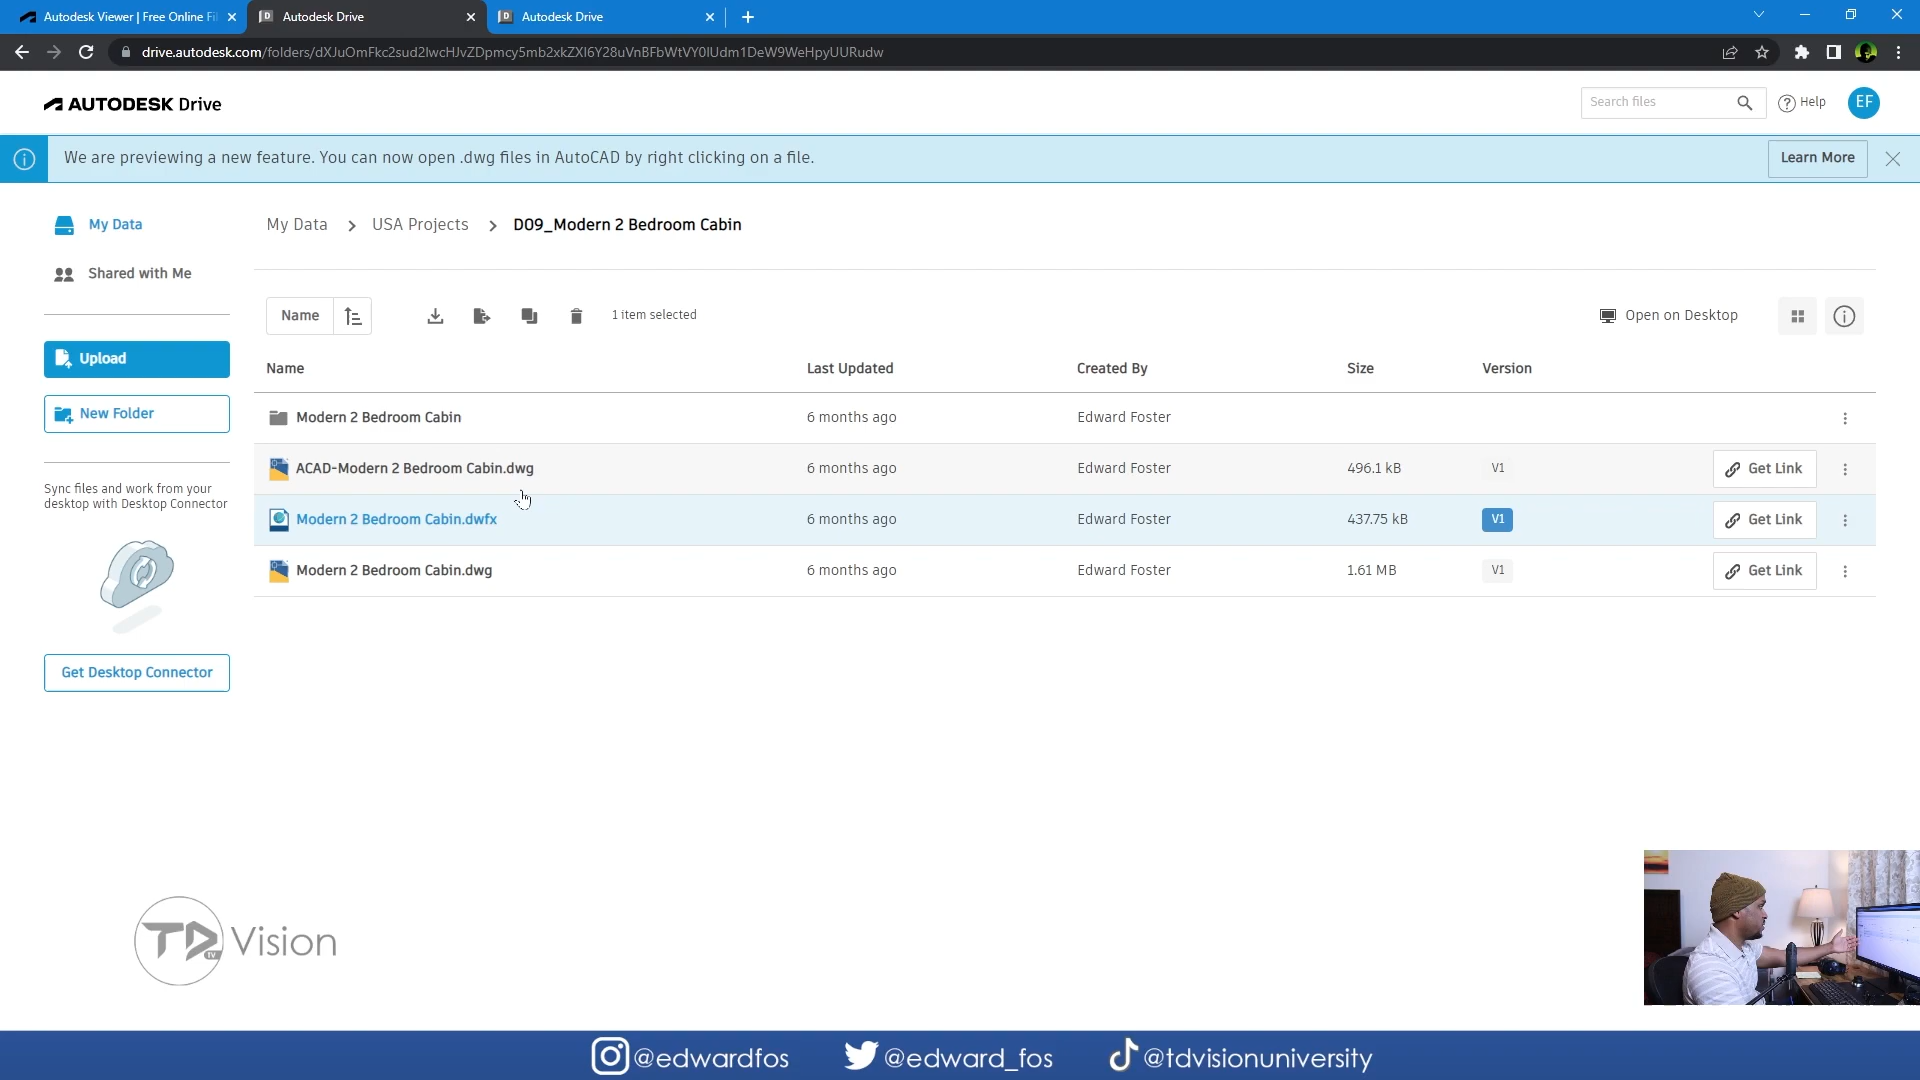 Autodesk Viewer | Free Online Fil
Autodesk Drive
Autodesk Drive
drive.autodesk.com/folders/dXJuOmFkc2sud2lwcHJvZDpmcy5mb2xkZXI6Y28uVnBFbWtVY0lUdm1DeW9WeHpyUURudw
AUTODESK Drive
Search files
Help
EF
We are previewing a new feature. You can now open .dwg files in AutoCAD by right clicking on a file.
Learn More
My Data
Shared with Me
Upload
New Folder
Sync files and work from your
desktop with Desktop Connector
Get Desktop Connector
My Data > USA Projects > D09_Modern 2 Bedroom Cabin
Name
1 item selected
Open on Desktop
Name Last Updated Created By Size Version
Modern 2 Bedroom Cabin 6 months ago Edward Foster
ACAD-Modern 2 Bedroom Cabin.dwg 6 months ago Edward Foster 496.1 kB V1 Get Link
Modern 2 Bedroom Cabin.dwfx 6 months ago Edward Foster 437.75 kB V1 Get Link
Modern 2 Bedroom Cabin.dwg 6 months ago Edward Foster 1.61 MB V1 Get Link
TD TV Vision
@edwardfos @edward_fos @tdvisionuniversity